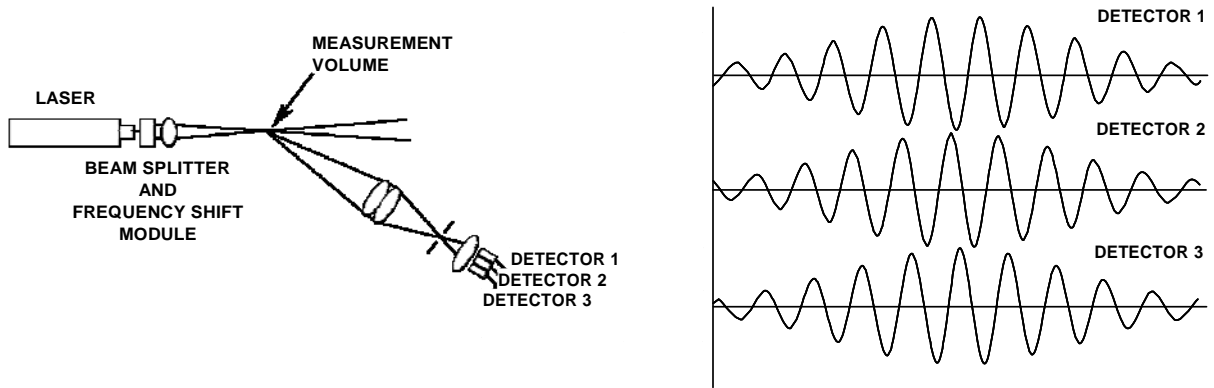 MEASUREMENT
VOLUME
LASER
BEAM SPLITTER
AND
FREQUENCY SHIFT
MODULE
DETECTOR 1
DETECTOR 2
DETECTOR 3
DETECTOR 1
DETECTOR 2
DETECTOR 3